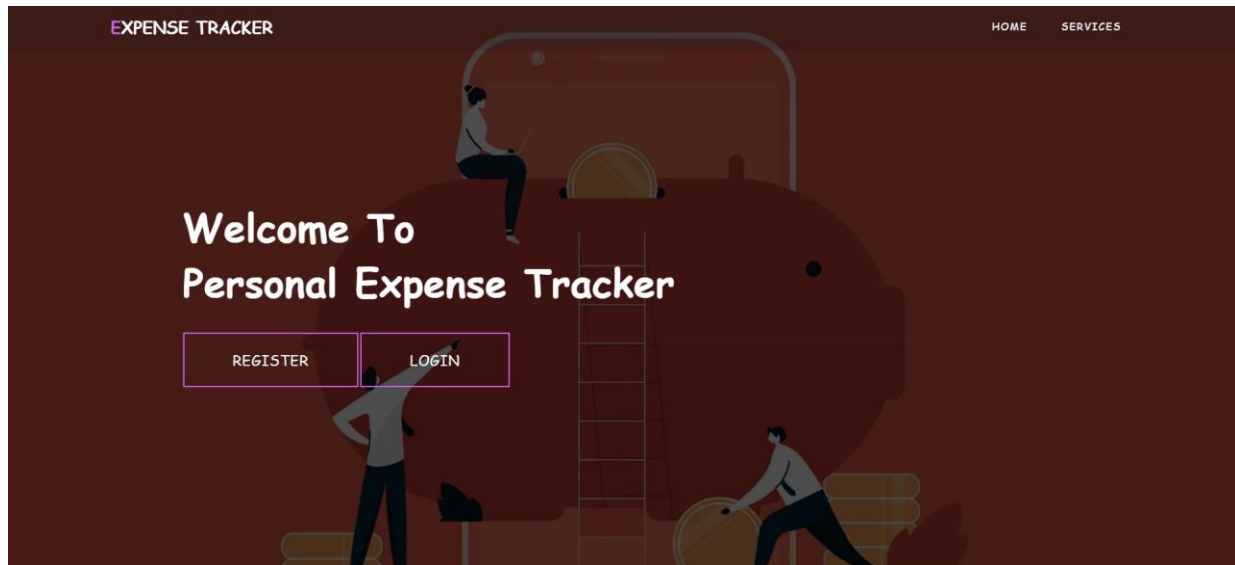 EXPENSE TRACKER
HOME SERVICES
Welcome To
Personal Expense Tracker
REGISTER LOGIN